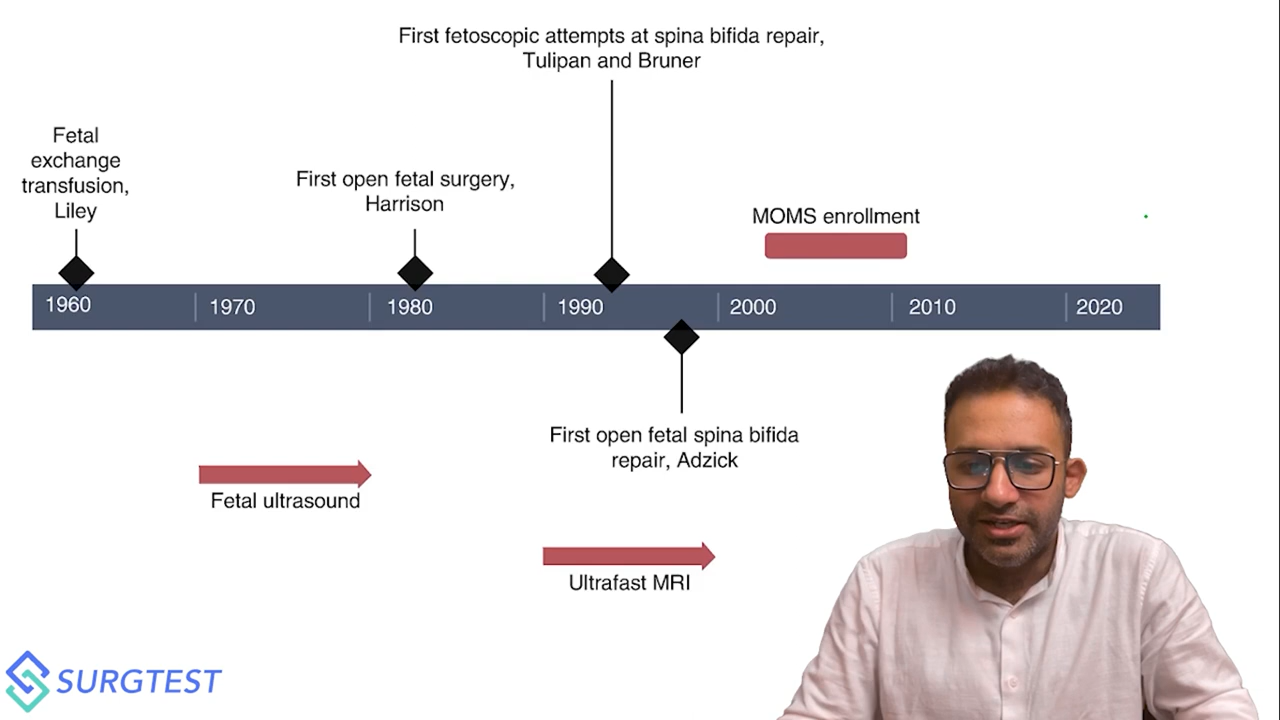 First fetoscopic attempts at spina bifida repair,
Tulipan and Bruner
Fetal
exchange
transfusion,
Liley
First open fetal surgery,
Harrison
MOMS enrollment
1960
1970
1980
1990
2000
2010
2020
First open fetal spina bifida
repair, Adzick
Fetal ultrasound
Ultrafast MRI
SURGTEST